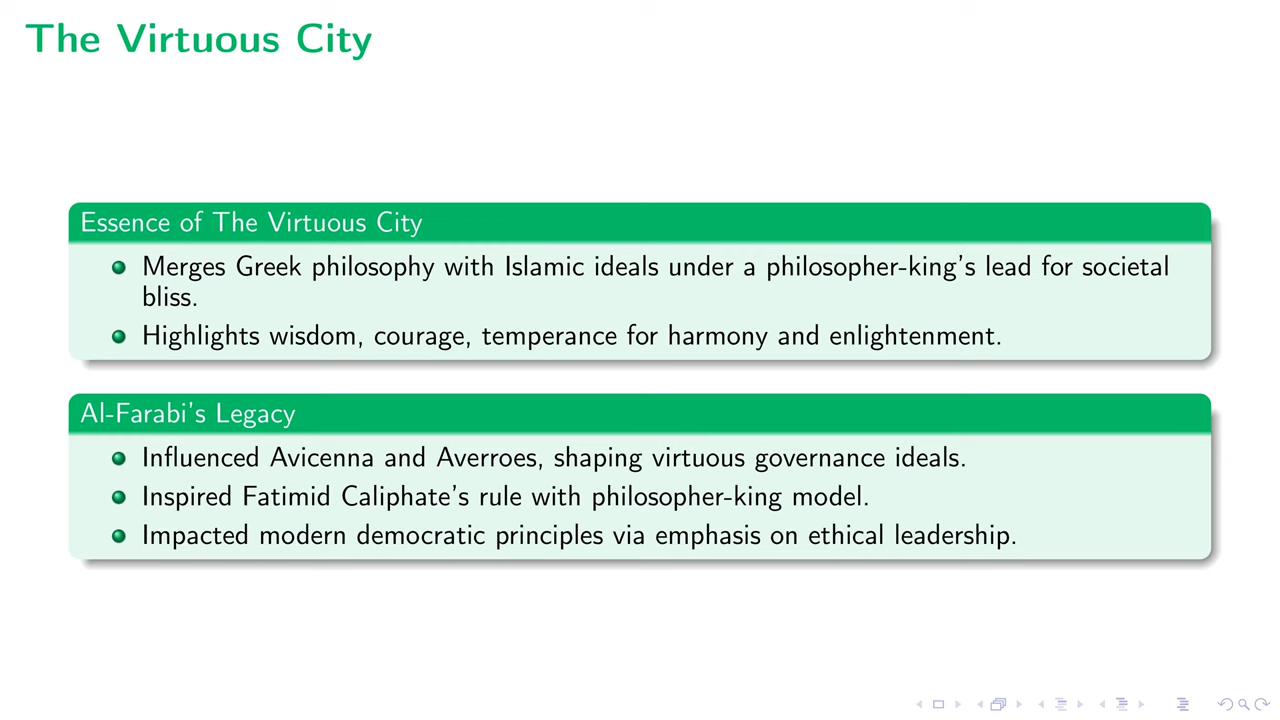 The Virtuous City
Essence of The Virtuous City
Merges Greek philosophy with Islamic ideals under a philosopher-king's lead for societal
bliss.
Highlights wisdom, courage, temperance for harmony and enlightenment.
Al-Farabi's Legacy
Influenced Avicenna and Averroes, shaping virtuous governance ideals.
Inspired Fatimid Caliphate's rule with philosopher-king model.
Impacted modern democratic principles via emphasis on ethical leadership.